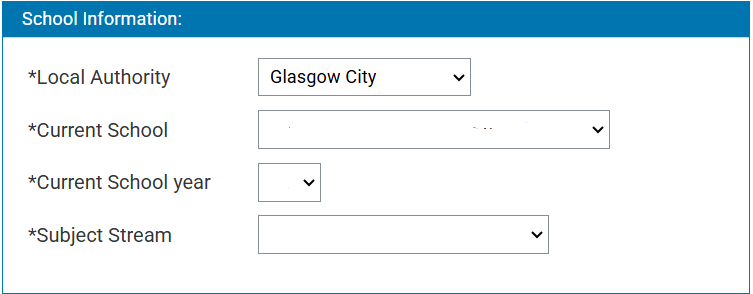 School Information:
*Local Authority Glasgow City
*Current School
*Current School year
*Subject Stream